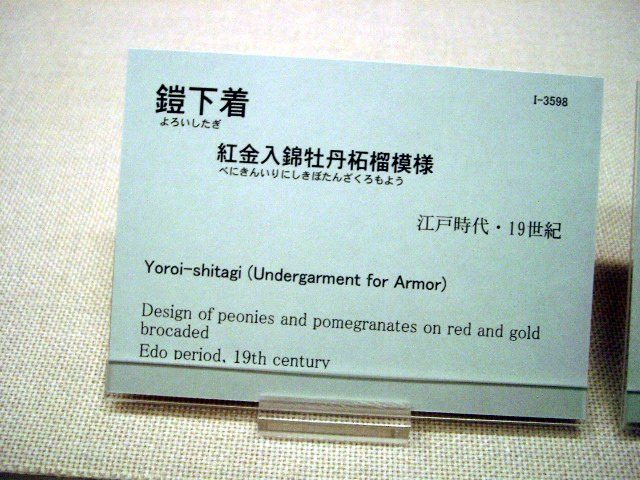 I-3598
鎧下着
よろいしたぎ
紅金入錦牡丹柘榴模様
べにきんいりにしきぼたんざくろもよう
江戸時代・19世紀
Yoroi-shitagi (Undergarment for Armor)
Design of peonies and pomegranates on red and gold
brocaded
Edo period, 19th century